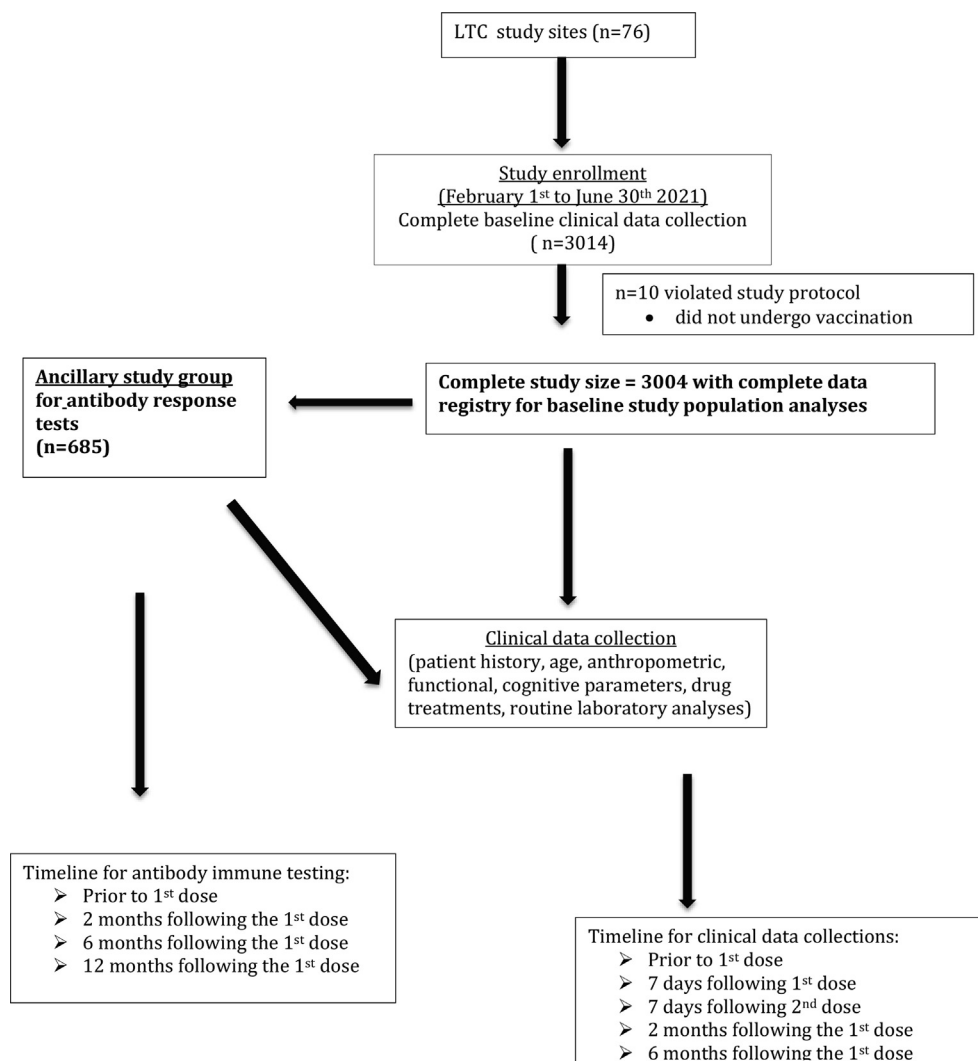 LTC study sites (n=76)
Study enrollment
(February 1st to June 30th 2021)
Complete baseline clinical data collection
( n=3014)
n=10 violated study protocol
• did not undergo vaccination
Ancillary study group
for antibody response
tests
(n=685)
Complete study size = 3004 with complete data
registry for baseline study population analyses
Clinical data collection
(patient history, age, anthropometric,
functional, cognitive parameters, drug
treatments, routine laboratory analyses)
Timeline for antibody immune testing:
➢ Prior to 1st dose
➢ 2 months following the 1st dose
➢ 6 months following the 1st dose
➢ 12 months following the 1st dose
Timeline for clinical data collections:
➢ Prior to 1st dose
➢ 7 days following 1st dose
➢ 7 days following 2nd dose
➢ 2 months following the 1st dose
➢ 6 months following the 1st dose